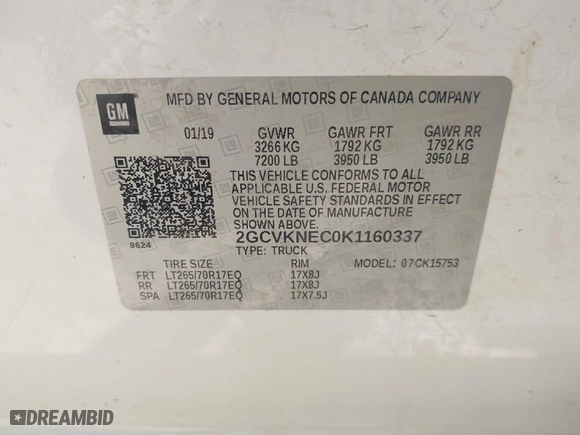 GM
MFD BY GENERAL MOTORS OF CANADA COMPANY
01/19 GVWR GAWR FRT GAWR RR
3266 KG 1792 KG 1792 KG
7200 LB 3950 LB 3950 LB
THIS VEHICLE CONFORMS TO ALL
APPLICABLE U.S. FEDERAL MOTOR
VEHICLE SAFETY STANDARDS IN EFFECT
ON THE DATE OF MANUFACTURE SHOWN ABOVE.
8624
2GCVKNEC0K1160337
TYPE: TRUCK
TIRE SIZE RIM MODEL: 07CK15753
FRT LT265/70R17EQ 17X8J
RR LT265/70R17EQ 17X8J
SPA LT265/70R17EQ 17X7.5J
DREAMBID